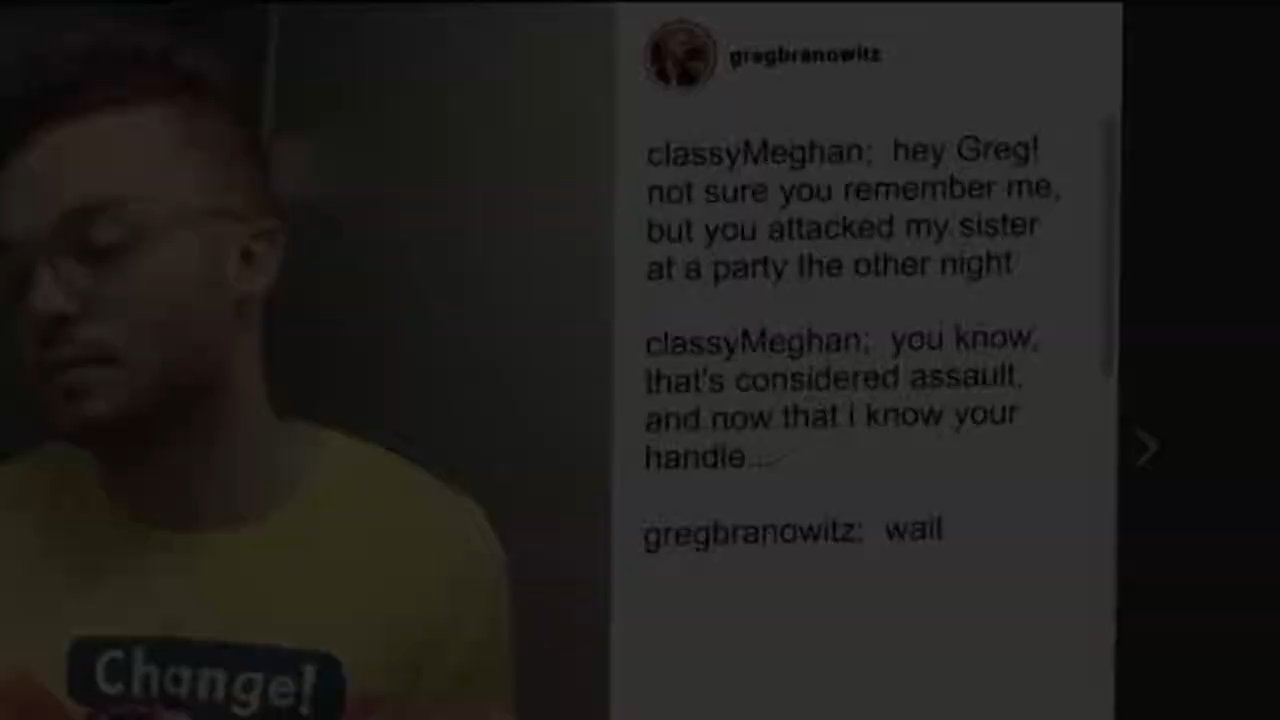 gregbranowitz
classyMeghan;  hey Greg!
not sure you remember me,
but you attacked my sister
at a party the other night
classyMeghan;  you know,
that's considered assault,
and now that i know your
handle...
gregbranowitz;  wait
Change!